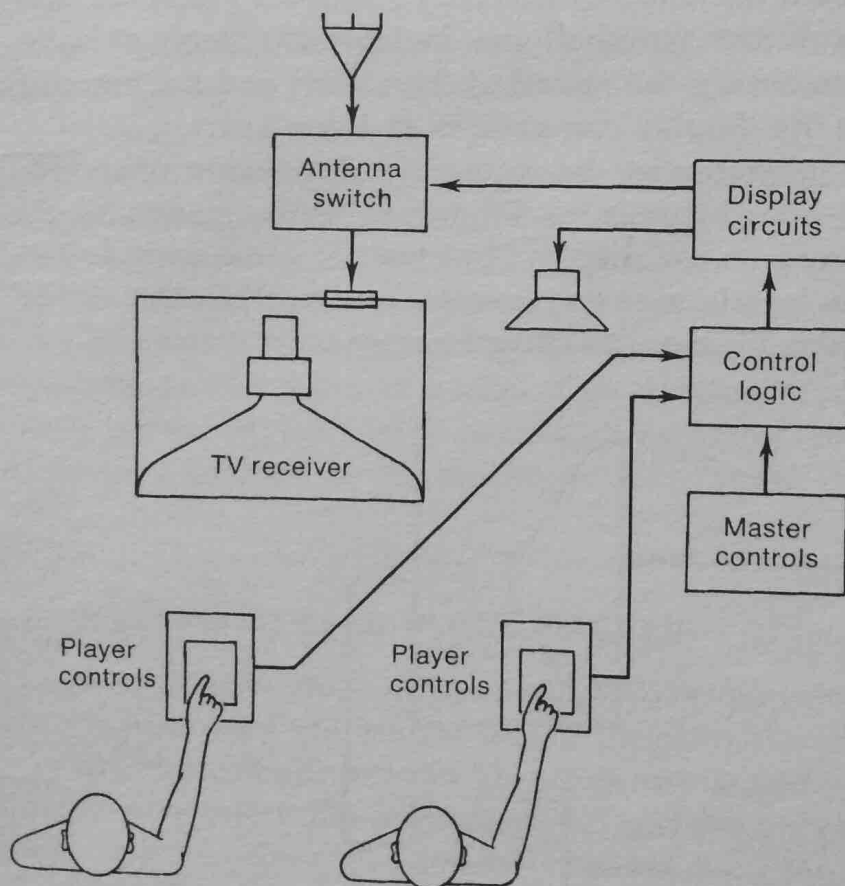 Antenna
switch
Display
circuits
Control
logic
TV receiver
Master
controls
Player
controls
Player
controls